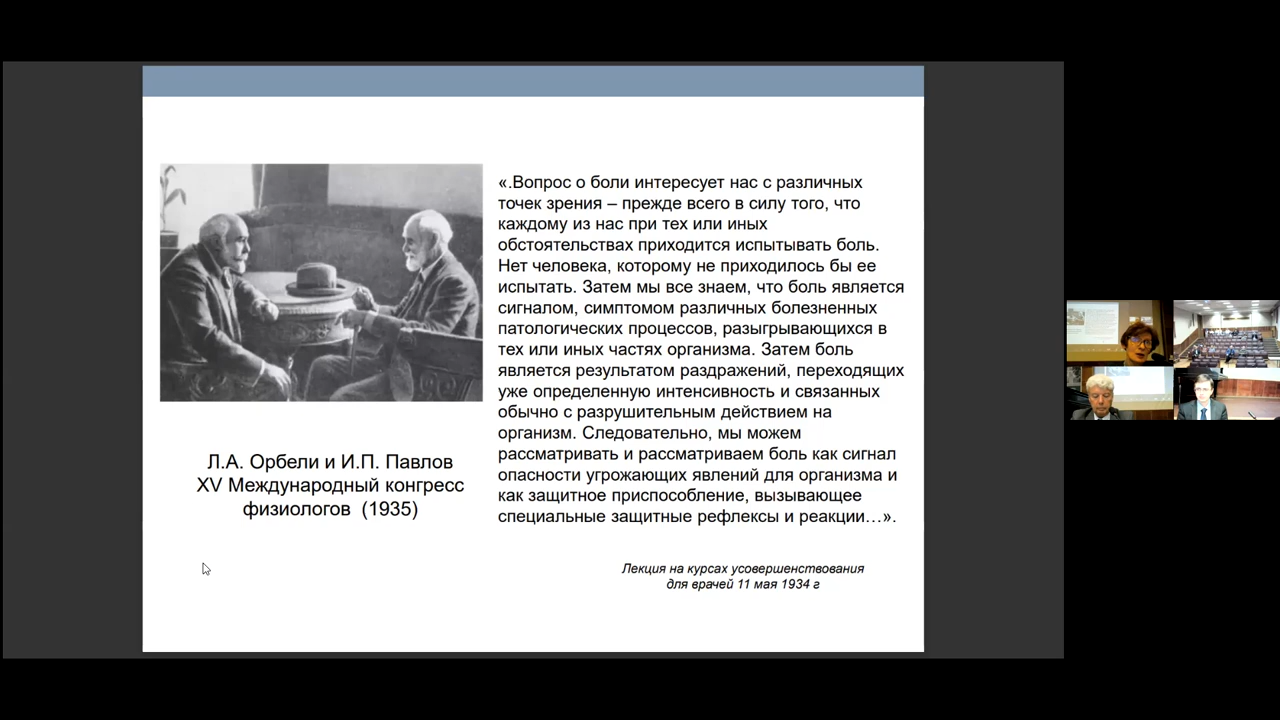 «.Вопрос о боли интересует нас с различных
точек зрения – прежде всего в силу того, что
каждому из нас при тех или иных
обстоятельствах приходится испытывать боль.
Нет человека, которому не приходилось бы ее
испытать. Затем мы все знаем, что боль является
сигналом, симптомом различных болезненных
патологических процессов, разыгрывающихся в
тех или иных частях организма. Затем боль
является результатом раздражений, переходящих
уже определенную интенсивность и связанных
обычно с разрушительным действием на
организм. Следовательно, мы можем
рассматривать и рассматриваем боль как сигнал
опасности угрожающих явлений для организма и
как защитное приспособление, вызывающее
специальные защитные рефлексы и реакции…».
Л.А. Орбели и И.П. Павлов
XV Международный конгресс
физиологов (1935)
Лекция на курсах усовершенствования
для врачей 11 мая 1934 г